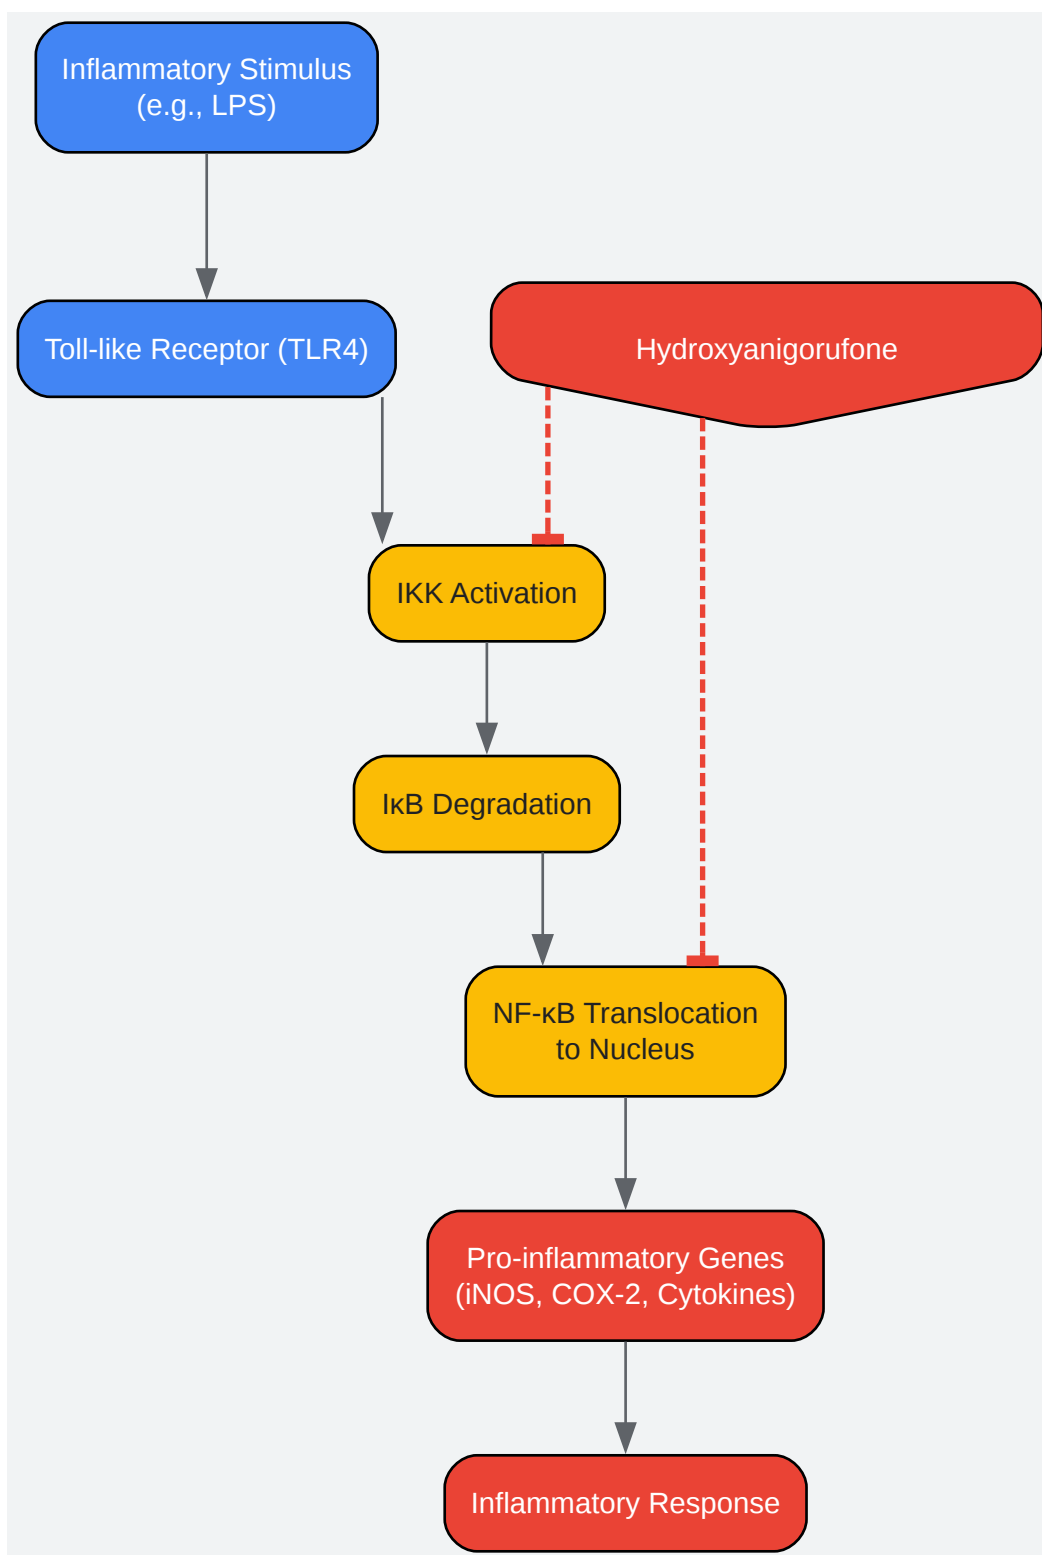 Inflammatory Stimulus
(e.g., LPS)
Toll-like Receptor (TLR4)
Hydroxyanigorufone
IKK Activation
IκB Degradation
NF-κB Translocation
to Nucleus
Pro-inflammatory Genes
(iNOS, COX-2, Cytokines)
Inflammatory Response